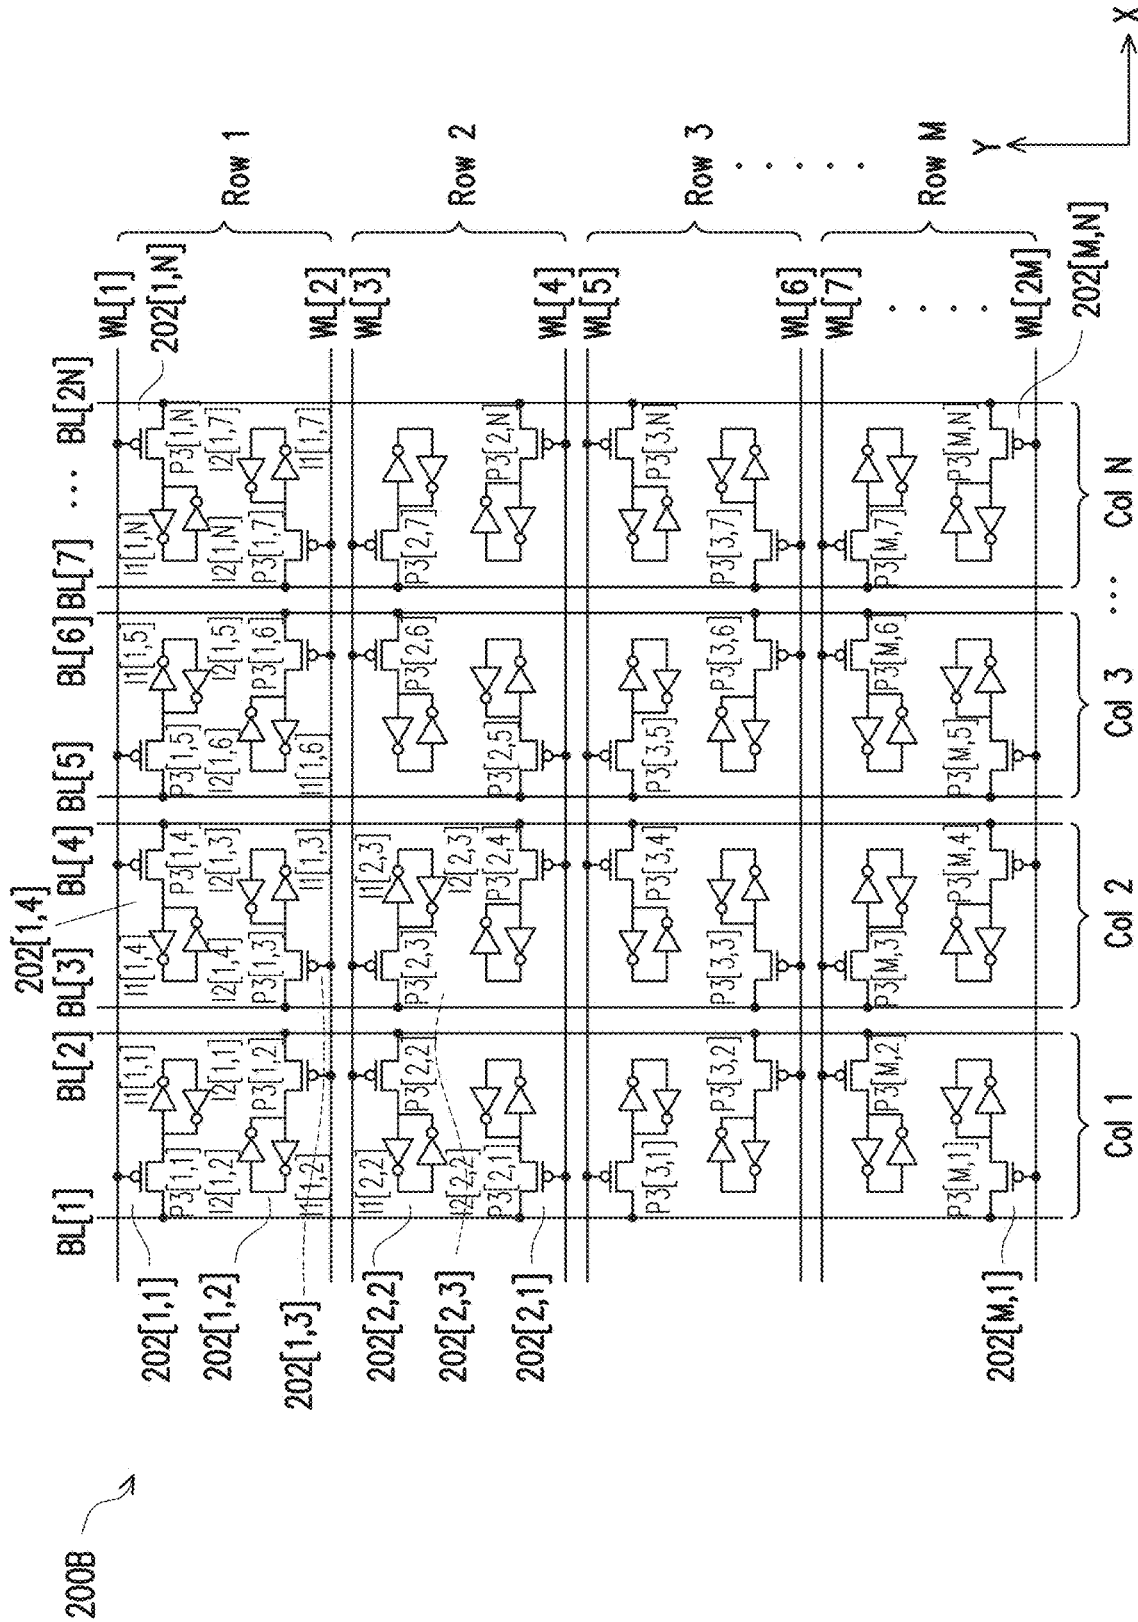 200B
202[1,4]
BL[1] BL[2] BL[3] BL[4] BL[5] BL[6] BL[7] ... BL[2N]
WL[1]
202[1,N]
202[1,1]
I1[1,1] I1[1,4] I1[1,5] I1[1,N]
P3[1,1] P3[1,4] P3[1,5] P3[1,N]
Row 1
202[1,2]
I2[1,2] I2[1,1] I2[1,4] I2[1,3] I2[1,6] I2[1,5] I2[1,N] I2[1,7]
P3[1,2] P3[1,3] P3[1,6] P3[1,7]
202[1,3]
I1[1,2] I1[1,3] I1[1,6] I1[1,7]
WL[2]
WL[3]
202[2,2]
I1[2,2] I1[2,3]
P3[2,2] P3[2,3] P3[2,6] P3[2,7]
Row 2
202[2,3]
I2[2,2] I2[2,3]
P3[2,1] P3[2,4] P3[2,5] P3[2,N]
202[2,1]
WL[4]
WL[5]
P3[3,1] P3[3,4] P3[3,5] P3[3,N]
Row 3
P3[3,2] P3[3,3] P3[3,6] P3[3,7]
WL[6]
WL[7]
P3[M,2] P3[M,3] P3[M,6] P3[M,7]
Row M
P3[M,1] P3[M,4] P3[M,5] P3[M,N]
202[M,1]
WL[2M]
202[M,N]
Col 1 Col 2 Col 3 ... Col N
Y
X